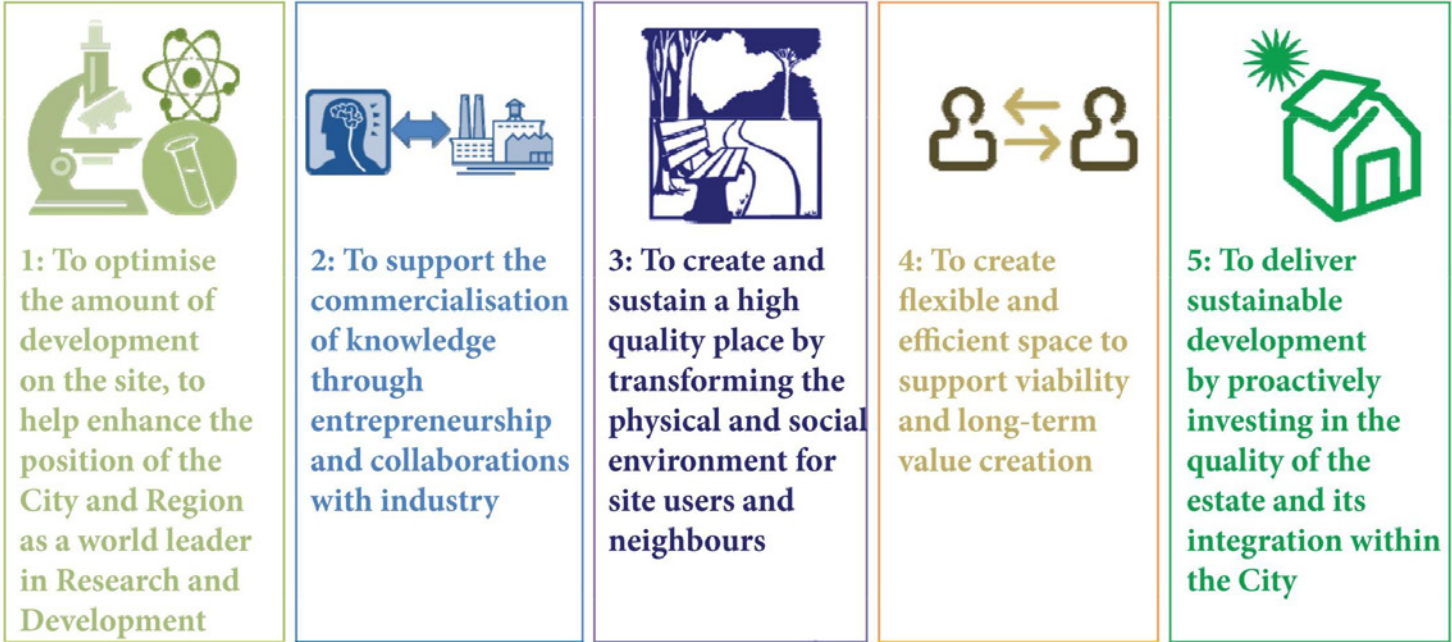 1: To optimise
the amount of
development
on the site, to
help enhance the
position of the
City and Region
as a world leader
in Research and
Development
2: To support the
commercialisation
of knowledge
through
entrepreneurship
and collaborations
with industry
3: To create and
sustain a high
quality place by
transforming the
physical and social
environment for
site users and
neighbours
4: To create
flexible and
efficient space to
support viability
and long-term
value creation
5: To deliver
sustainable
development
by proactively
investing in the
quality of the
estate and its
integration within
the City